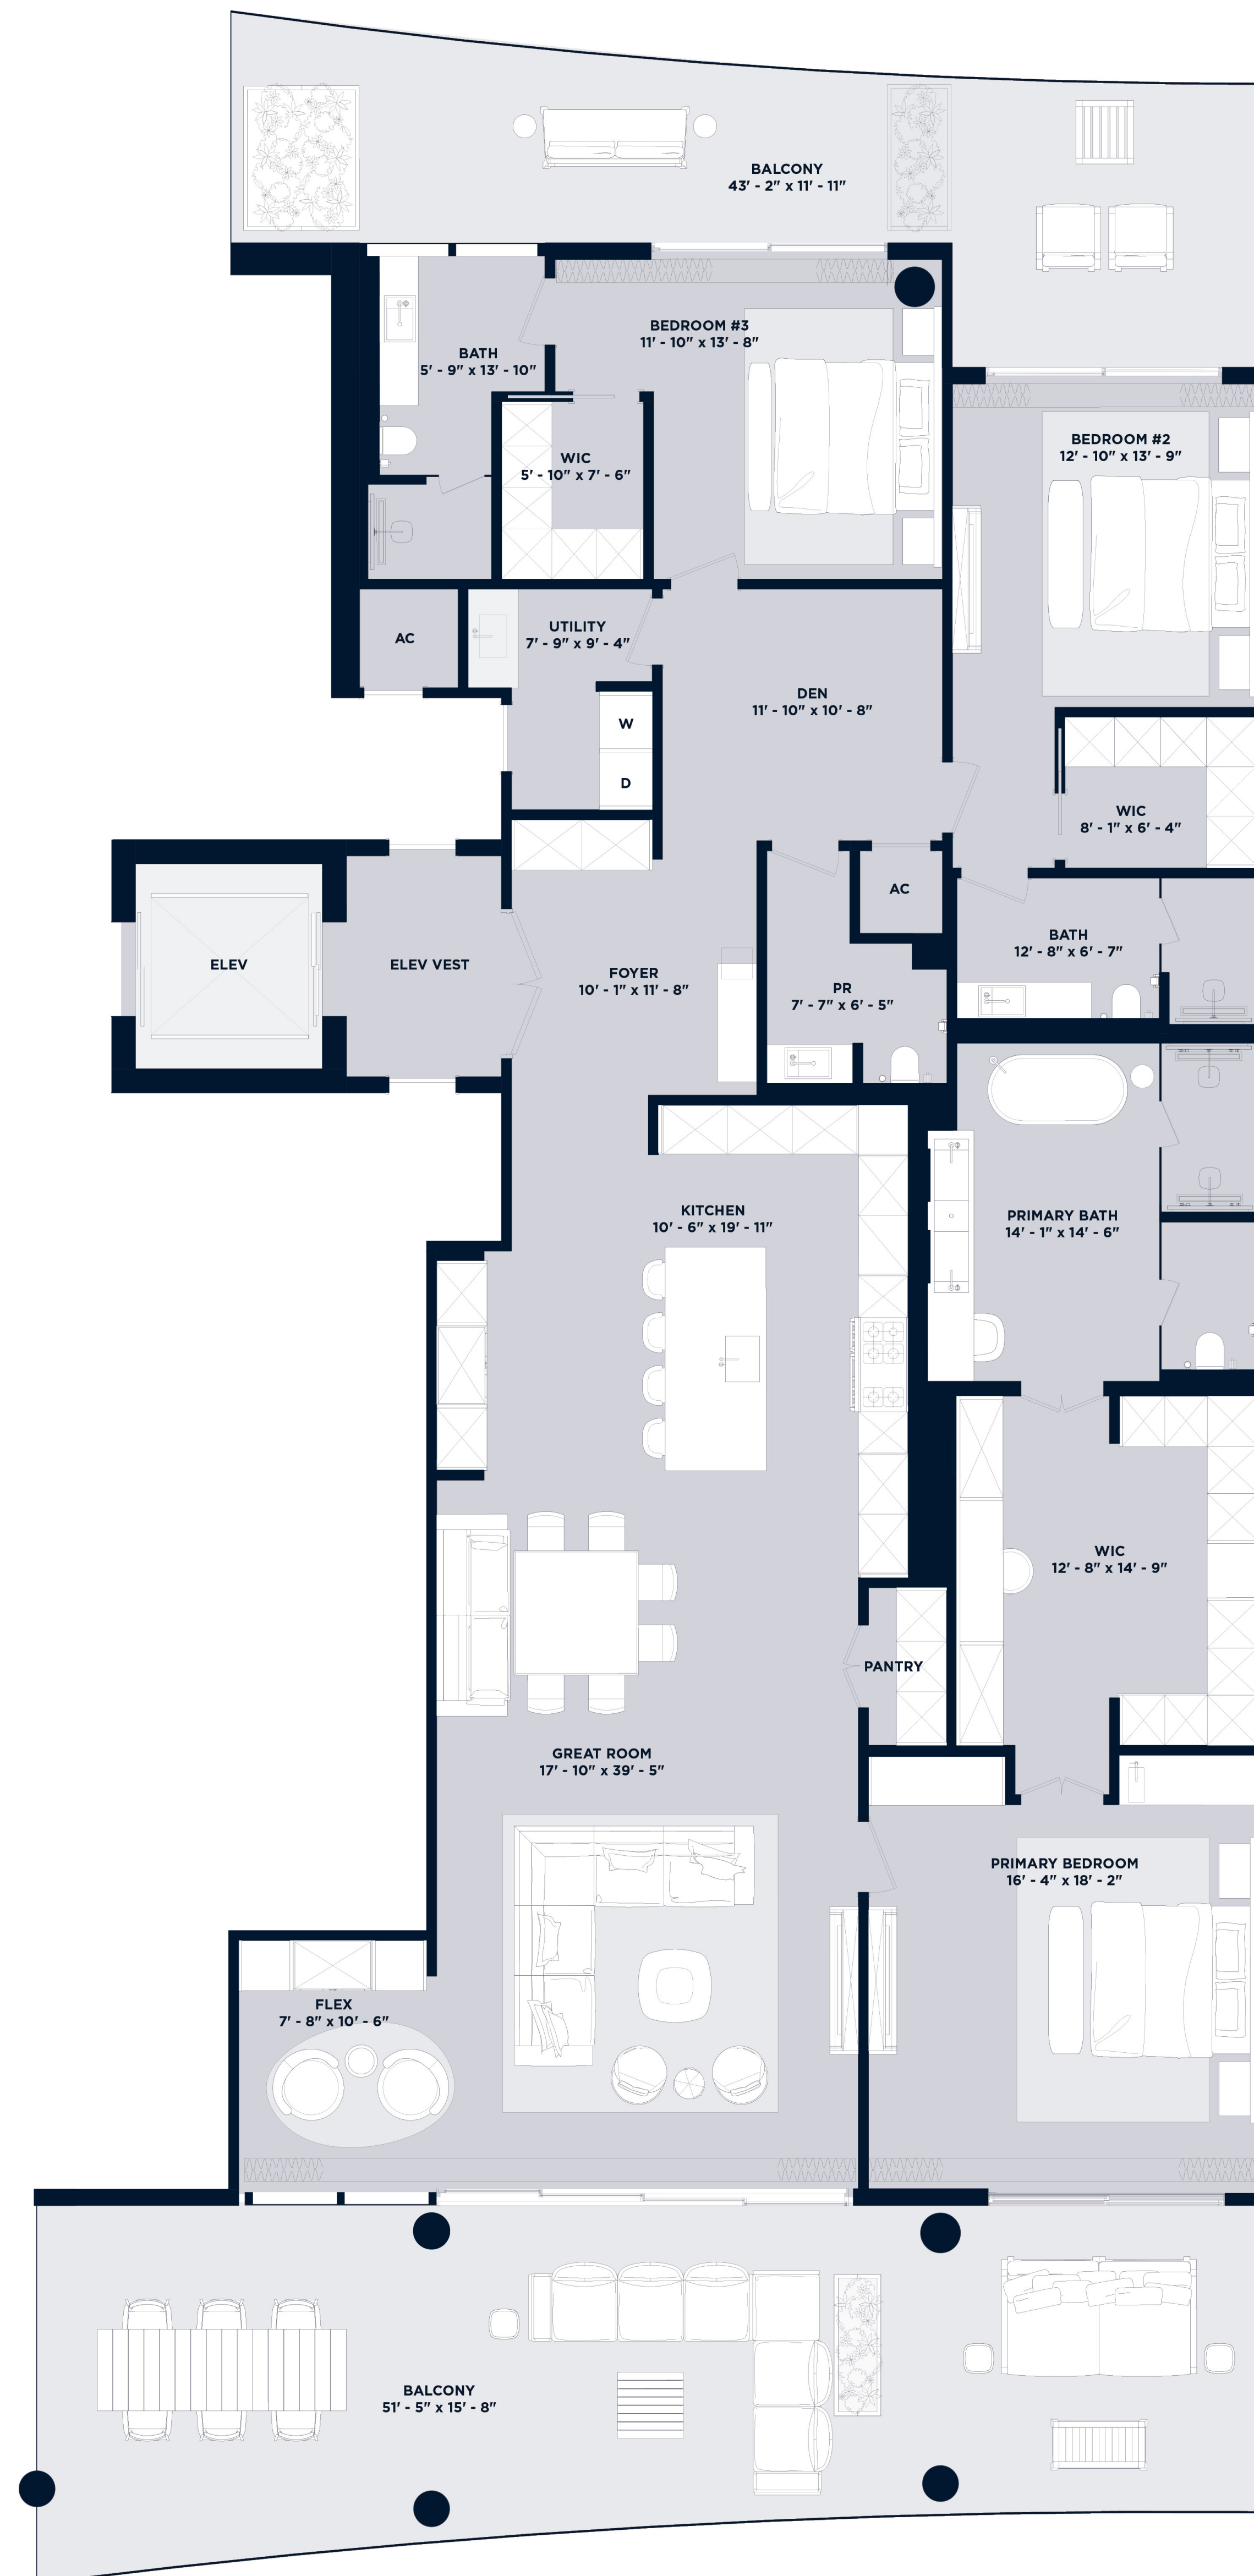 BALCONY
43' - 2" x 11' - 11"
BEDROOM #3
11' - 10" x 13' - 8"
BATH
5' - 9" x 13' - 10"
BEDROOM #2
12' - 10" x 13' - 9"
WIC
5' - 10" x 7' - 6"
AC
UTILITY
7' - 9" x 9' - 4"
DEN
11' - 10" x 10' - 8"
W
D
WIC
8' - 1" x 6' - 4"
AC
BATH
12' - 8" x 6' - 7"
ELEV
ELEV VEST
FOYER
10' - 1" x 11' - 8"
PR
7' - 7" x 6' - 5"
KITCHEN
10' - 6" x 19' - 11"
PRIMARY BATH
14' - 1" x 14' - 6"
WIC
12' - 8" x 14' - 9"
PANTRY
GREAT ROOM
17' - 10" x 39' - 5"
PRIMARY BEDROOM
16' - 4" x 18' - 2"
FLEX
7' - 8" x 10' - 6"
BALCONY
51' - 5" x 15' - 8"